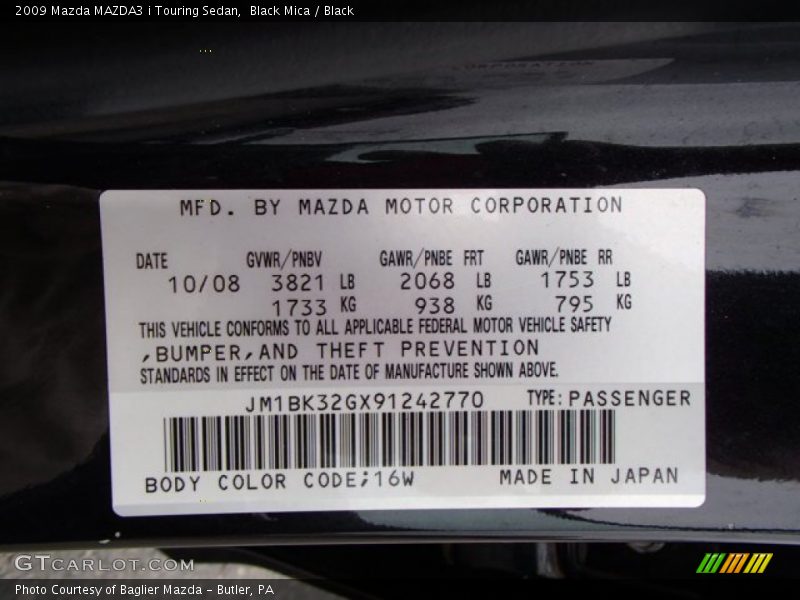 2009 Mazda MAZDA3 i Touring Sedan,  Black Mica / Black
CORPORATION
MFD. BY MAZDA MOTOR CORPORATION
DATE GVWR/PNBV GAWR/PNBE FRT GAWR/PNBE RR
10/08 3821 LB 2068 LB 1753 LB
1733 KG 938 KG 795 KG
THIS VEHICLE CONFORMS TO ALL APPLICABLE FEDERAL MOTOR VEHICLE SAFETY
,BUMPER,AND THEFT PREVENTION
STANDARDS IN EFFECT ON THE DATE OF MANUFACTURE SHOWN ABOVE.
JM1BK32GX91242770 TYPE:PASSENGER
BODY COLOR CODE;16W MADE IN JAPAN
GTCARLOT.COM
Photo Courtesy of Baglier Mazda - Butler, PA